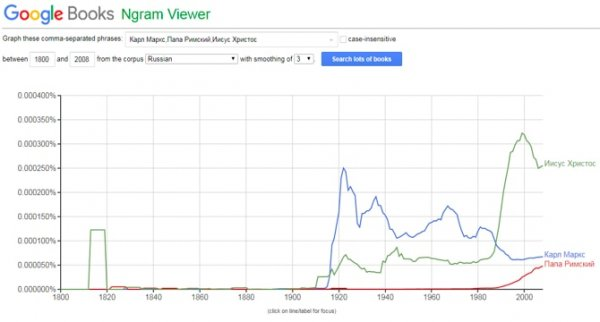 Google Books Ngram Viewer
Graph these comma-separated phrases: Карл Маркс,Папа Римский,Иисус Христос case-insensitive
between 1800 and 2008 from the corpus Russian with smoothing of 3 . Search lots of books
0.000400%
0.000350%
0.000300%
0.000250%
Иисус Христос
0.000200%
0.000150%
0.000100%
Карл Маркс
0.000050%
Папа Римский
0.000000%
1800 1820 1840 1860 1880 1900 1920 1940 1960 1980 2000
(click on line/label for focus)